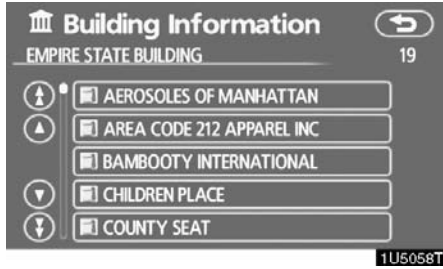 Building Information
EMPIRE STATE BUILDING 19
AEROSOLES OF MANHATTAN
AREA CODE 212 APPAREL INC
BAMBOOTY INTERNATIONAL
CHILDREN PLACE
COUNTY SEAT
1U5058T